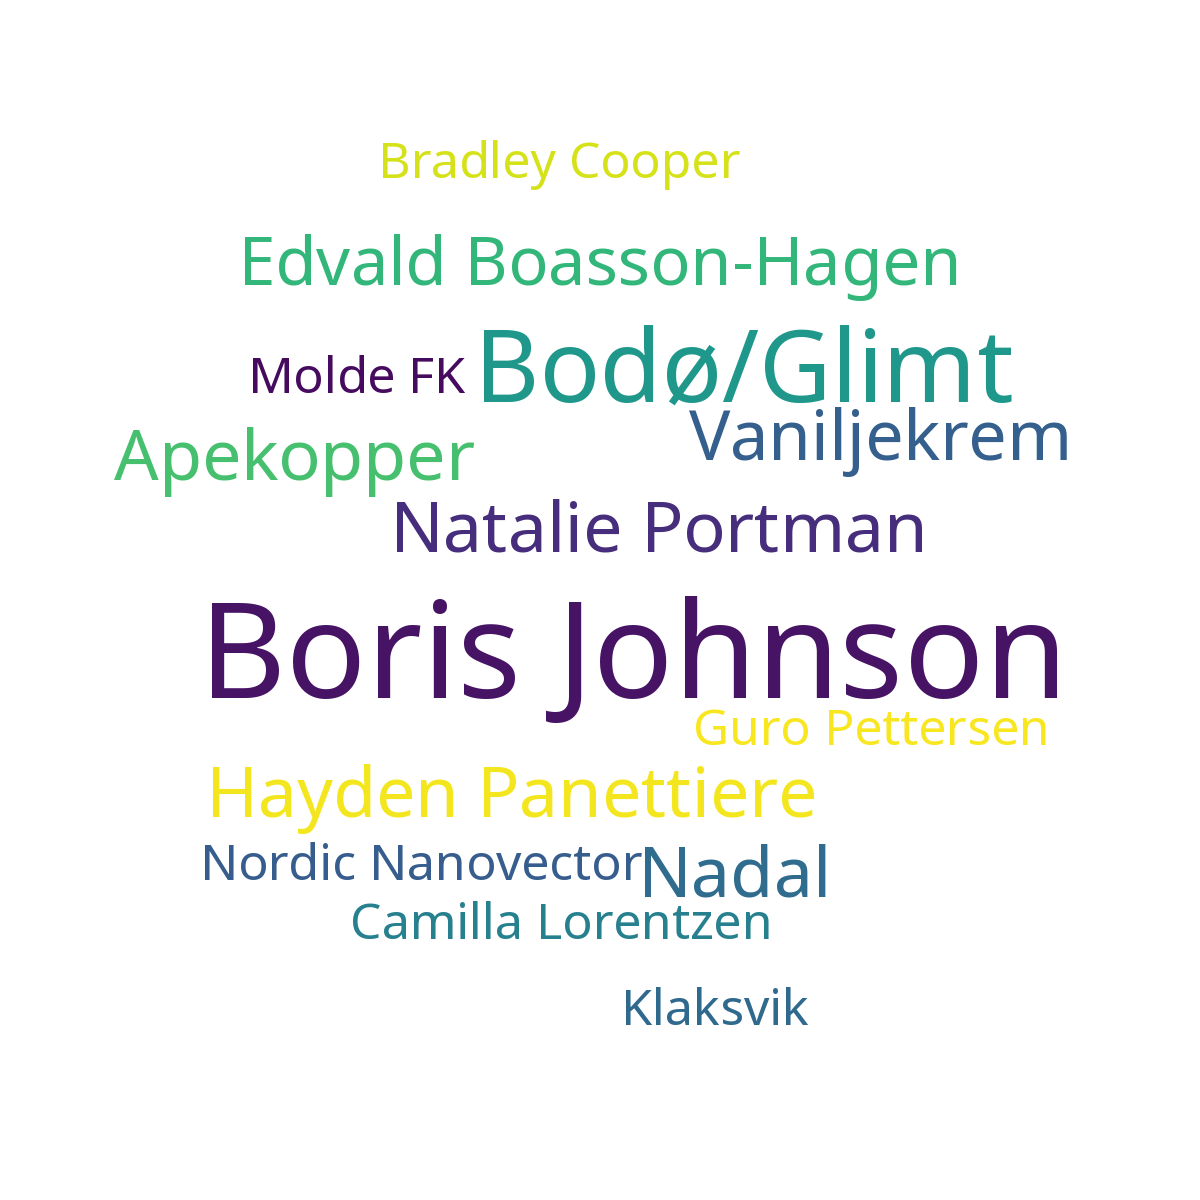 Bradley Cooper
Edvald Boasson-Hagen
Bodø/Glimt
Molde FK
Vaniljekrem
Apekopper
Natalie Portman
Boris Johnson
Guro Pettersen
Hayden Panettiere
Nordic Nanovector
Nadal
Camilla Lorentzen
Klaksvik